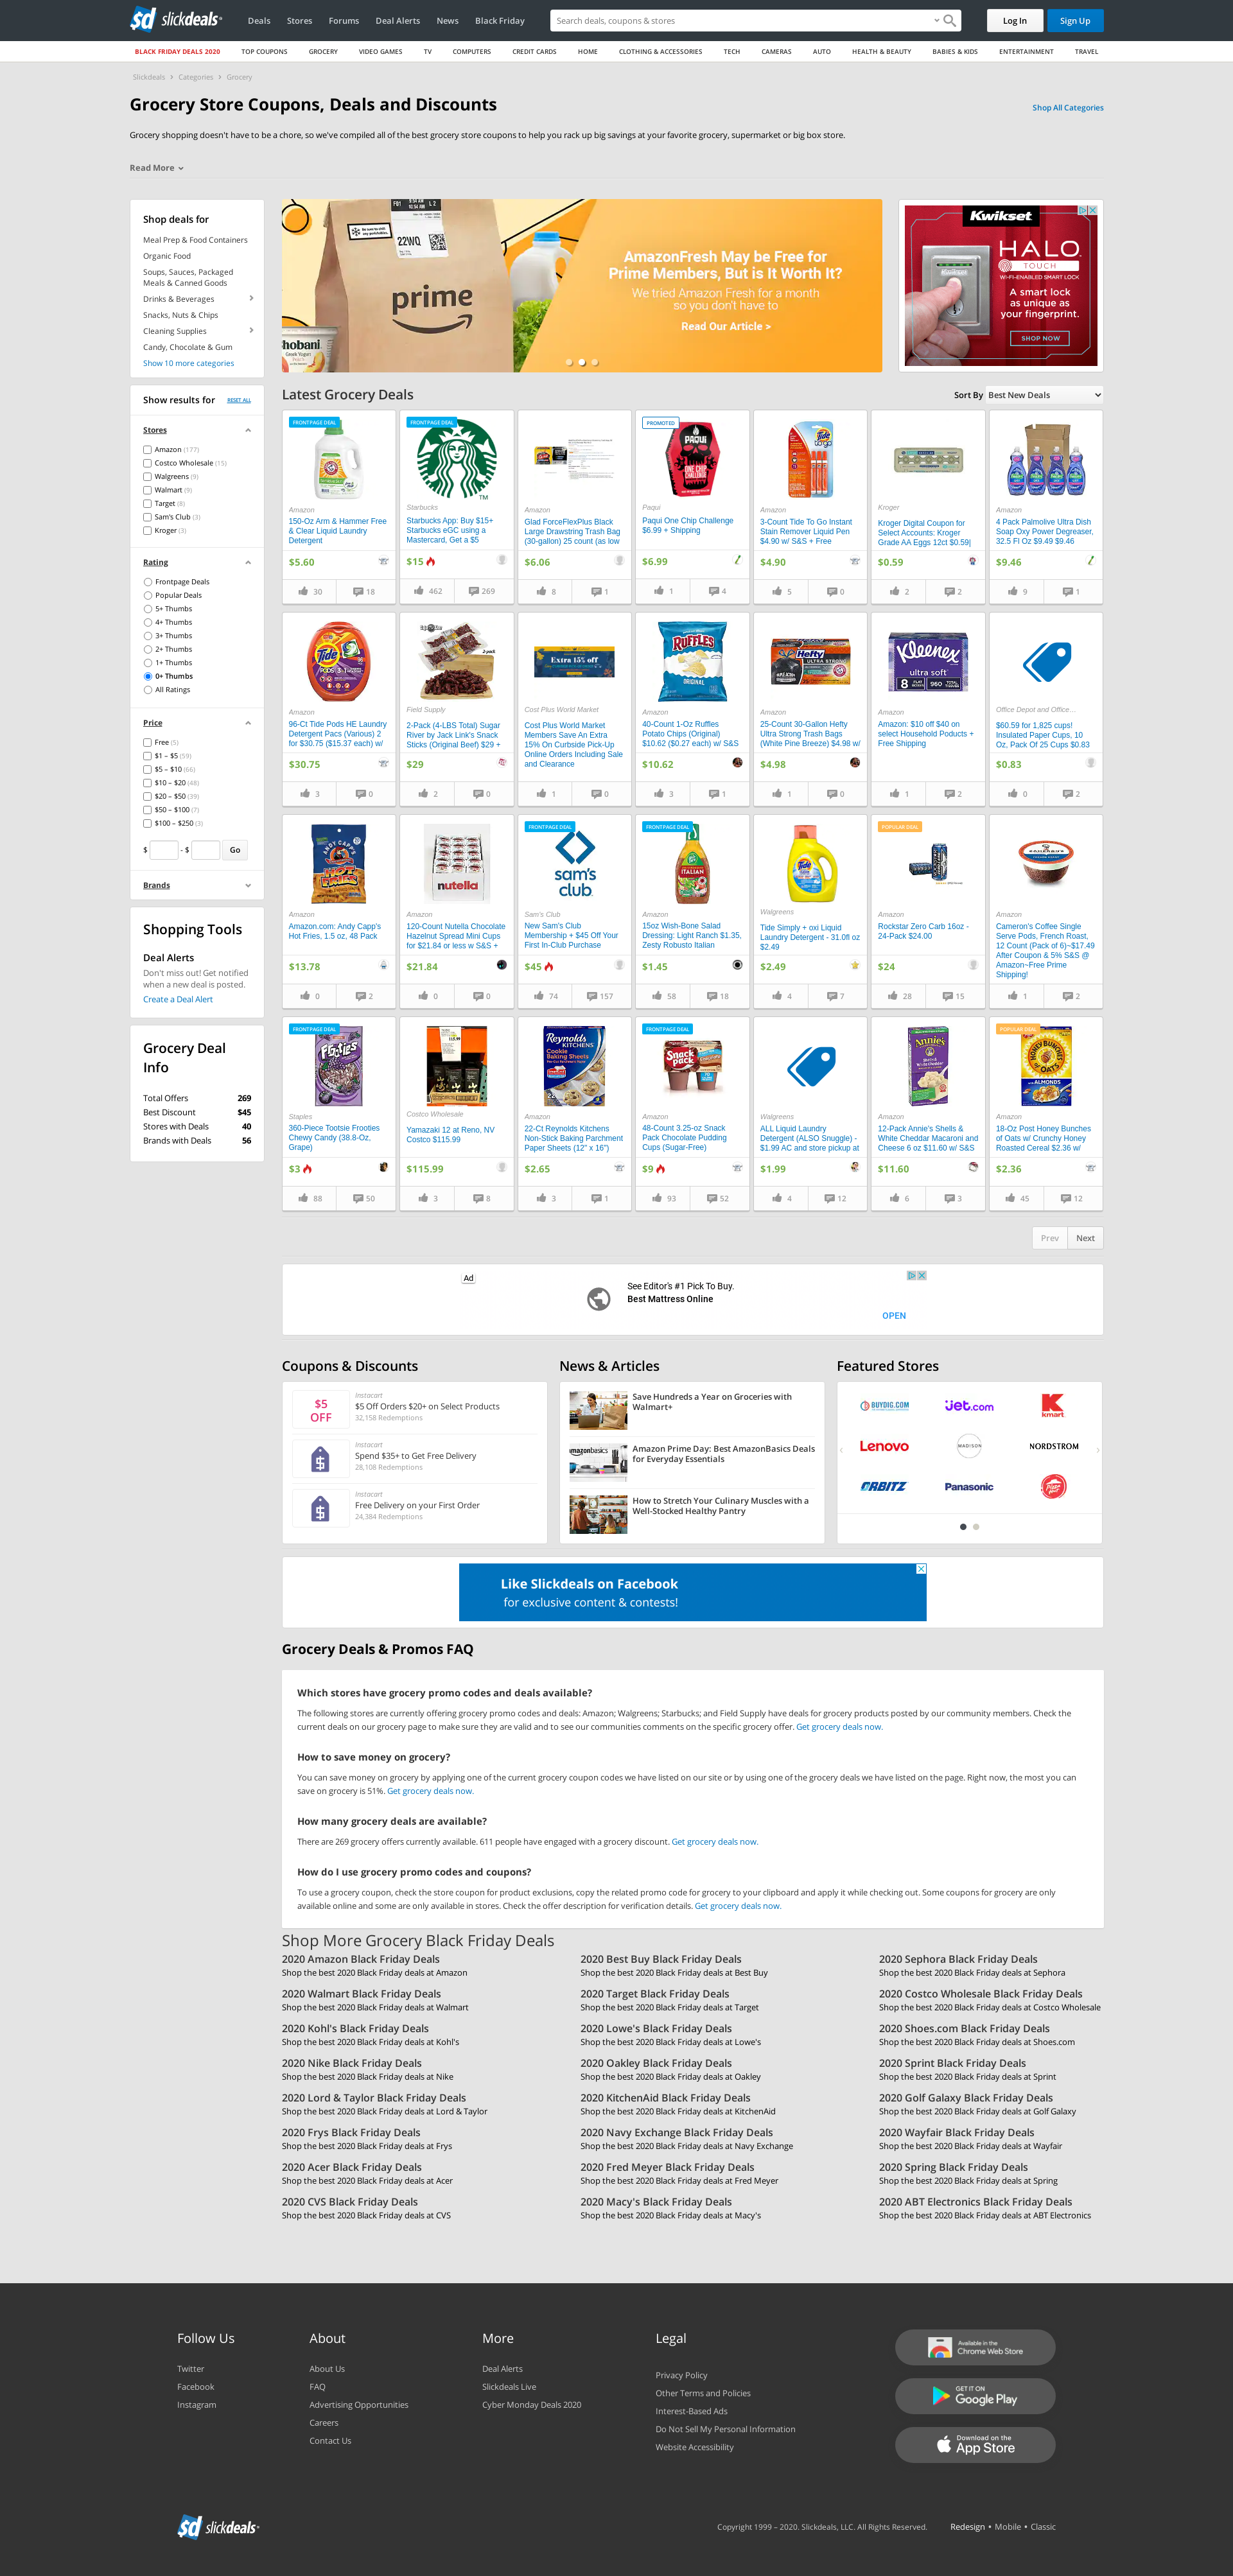 slickdeals
Deals
Stores
Forums
Deal Alerts
News
Black Friday
Search deals, coupons & stores
Log In
Sign Up
BLACK FRIDAY DEALS 2020
TOP COUPONS
GROCERY
VIDEO GAMES
TV
COMPUTERS
CREDIT CARDS
HOME
CLOTHING & ACCESSORIES
TECH
CAMERAS
AUTO
HEALTH & BEAUTY
BABIES & KIDS
ENTERTAINMENT
TRAVEL
Slickdeals > Categories > Grocery
Grocery Store Coupons, Deals and Discounts
Shop All Categories
Grocery shopping doesn't have to be a chore, so we've compiled all of the best grocery store coupons to help you rack up big savings at your favorite grocery, supermarket or big box store.
Read More
Shop deals for
Meal Prep & Food Containers
Organic Food
Soups, Sauces, Packaged
Meals & Canned Goods
Drinks & Beverages
Snacks, Nuts & Chips
Cleaning Supplies
Candy, Chocolate & Gum
Show 10 more categories
22WQ
prime
hobani
AmazonFresh May be Free for
Prime Members, But is it Worth It?
We tried Amazon Fresh for a month
so you don't have to
Read Our Article >
Kwikset
HALO
TOUCH
WI-FI-ENABLED SMART LOCK
A smart lock
as unique as
your fingerprint.
SHOP NOW
Show results for
RESET ALL
Stores
Amazon (177)
Costco Wholesale (15)
Walgreens (9)
Walmart (9)
Target (8)
Sam's Club (3)
Kroger (3)
Rating
Frontpage Deals
Popular Deals
5+ Thumbs
4+ Thumbs
3+ Thumbs
2+ Thumbs
1+ Thumbs
0+ Thumbs
All Ratings
Price
Free (5)
$1 – $5 (59)
$5 – $10 (66)
$10 – $20 (48)
$20 – $50 (39)
$50 – $100 (7)
$100 – $250 (3)
$ - $ Go
Brands
Shopping Tools
Deal Alerts
Don't miss out! Get notified
when a new deal is posted.
Create a Deal Alert
Grocery Deal
Info
Total Offers 269
Best Discount $45
Stores with Deals 40
Brands with Deals 56
Latest Grocery Deals
Sort By Best New Deals
FRONTPAGE DEAL
Amazon
150-Oz Arm & Hammer Free
& Clear Liquid Laundry
Detergent
$5.60
30
18
FRONTPAGE DEAL
Starbucks
Starbucks App: Buy $15+
Starbucks eGC using a
Mastercard, Get a $5
$15
462
269
Amazon
Glad ForceFlexPlus Black
Large Drawstring Trash Bag
(30-gallon) 25 count (as low
$6.06
8
1
PROMOTED
PAQUI
ONE CHIP
CHALLENGE
Paqui
Paqui One Chip Challenge
$6.99 + Shipping
$6.99
1
4
Amazon
3-Count Tide To Go Instant
Stain Remover Liquid Pen
$4.90 w/ S&S + Free
$4.90
5
0
Kroger
Kroger Digital Coupon for
Select Accounts: Kroger
Grade AA Eggs 12ct $0.59|
$0.59
2
2
Amazon
4 Pack Palmolive Ultra Dish
Soap Oxy Power Degreaser,
32.5 Fl Oz $9.49 $9.46
$9.46
9
1
Tide
PODS
Amazon
96-Ct Tide Pods HE Laundry
Detergent Pacs (Various) 2
for $30.75 ($15.37 each) w/
$30.75
3
0
2-pack
Field Supply
2-Pack (4-LBS Total) Sugar
River by Jack Link's Snack
Sticks (Original Beef) $29 +
$29
2
0
Extra 15% off
Cost Plus World Market
Cost Plus World Market
Members Save An Extra
15% On Curbside Pick-Up
Online Orders Including Sale
and Clearance
1
0
RUFFLES
ORIGINAL
Amazon
40-Count 1-Oz Ruffles
Potato Chips (Original)
$10.62 ($0.27 each) w/ S&S
$10.62
3
1
Hefty
ULTRA STRONG
Amazon
25-Count 30-Gallon Hefty
Ultra Strong Trash Bags
(White Pine Breeze) $4.98 w/
$4.98
1
0
Kleenex
ultra soft
8 960
Amazon
Amazon: $10 off $40 on
select Household Poducts +
Free Shipping
1
2
Office Depot and Office...
$60.59 for 1,825 cups!
Insulated Paper Cups, 10
Oz, Pack Of 25 Cups $0.83
$0.83
0
2
ANDY CAPP'S
HOT FRIES
Amazon
Amazon.com: Andy Capp's
Hot Fries, 1.5 oz, 48 Pack
$13.78
0
2
nutella
Amazon
120-Count Nutella Chocolate
Hazelnut Spread Mini Cups
for $21.84 or less w S&S +
$21.84
0
0
FRONTPAGE DEAL
sam's
club
Sam's Club
New Sam's Club
Membership + $45 Off Your
First In-Club Purchase
$45
74
157
FRONTPAGE DEAL
ITALIAN
Amazon
15oz Wish-Bone Salad
Dressing: Light Ranch $1.35,
Zesty Robusto Italian
$1.45
58
18
Tide
Walgreens
Tide Simply + oxi Liquid
Laundry Detergent - 31.0fl oz
$2.49
$2.49
4
7
POPULAR DEAL
Amazon
Rockstar Zero Carb 16oz -
24-Pack $24.00
$24
28
15
Amazon
Cameron's Coffee Single
Serve Pods, French Roast,
12 Count (Pack of 6)~$17.49
After Coupon & 5% S&S @
Amazon~Free Prime
Shipping!
1
2
FRONTPAGE DEAL
Frooties
Staples
360-Piece Tootsie Frooties
Chewy Candy (38.8-Oz,
Grape)
$3
88
50
Costco Wholesale
Yamazaki 12 at Reno, NV
Costco $115.99
$115.99
3
8
Reynolds
KITCHENS
Cookie
Baking Sheets
Amazon
22-Ct Reynolds Kitchens
Non-Stick Baking Parchment
Paper Sheets (12" x 16")
$2.65
3
1
FRONTPAGE DEAL
Snack
pack
Amazon
48-Count 3.25-oz Snack
Pack Chocolate Pudding
Cups (Sugar-Free)
$9
93
52
Walgreens
ALL Liquid Laundry
Detergent (ALSO Snuggle) -
$1.99 AC and store pickup at
$1.99
4
12
Annie's
Amazon
12-Pack Annie's Shells &
White Cheddar Macaroni and
Cheese 6 oz $11.60 w/ S&S
$11.60
6
3
POPULAR DEAL
HONEY
BUNCHES
OF OATS
with ALMONDS
Amazon
18-Oz Post Honey Bunches
of Oats w/ Crunchy Honey
Roasted Cereal $2.36 w/
$2.36
45
12
Prev
Next
Ad
See Editor's #1 Pick To Buy.
Best Mattress Online
OPEN
Coupons & Discounts
$5
OFF
Instacart
$5 Off Orders $20+ on Select Products
32,158 Redemptions
Instacart
Spend $35+ to Get Free Delivery
28,108 Redemptions
Instacart
Free Delivery on your First Order
24,384 Redemptions
News & Articles
Save Hundreds a Year on Groceries with
Walmart+
amazonbasics
Amazon Prime Day: Best AmazonBasics Deals
for Everyday Essentials
How to Stretch Your Culinary Muscles with a
Well-Stocked Healthy Pantry
Featured Stores
BUYDIG.COM
jet.com
kmart
Lenovo
MADISON
NORDSTROM
ORBITZ
Panasonic
Pizza Hut
Like Slickdeals on Facebook
for exclusive content & contests!
Grocery Deals & Promos FAQ
Which stores have grocery promo codes and deals available?
The following stores are currently offering grocery promo codes and deals: Amazon; Walgreens; Starbucks; and Field Supply have deals for grocery products posted by our community members. Check the
current deals on our grocery page to make sure they are valid and to see our communities comments on the specific grocery offer. Get grocery deals now.
How to save money on grocery?
You can save money on grocery by applying one of the current grocery coupon codes we have listed on our site or by using one of the grocery deals we have listed on the page. Right now, the most you can
save on grocery is 51%. Get grocery deals now.
How many grocery deals are available?
There are 269 grocery offers currently available. 611 people have engaged with a grocery discount. Get grocery deals now.
How do I use grocery promo codes and coupons?
To use a grocery coupon, check the store coupon for product exclusions, copy the related promo code for grocery to your clipboard and apply it while checking out. Some coupons for grocery are only
available online and some are only available in stores. Check the offer description for verification details. Get grocery deals now.
Shop More Grocery Black Friday Deals
2020 Amazon Black Friday Deals
Shop the best 2020 Black Friday deals at Amazon
2020 Best Buy Black Friday Deals
Shop the best 2020 Black Friday deals at Best Buy
2020 Sephora Black Friday Deals
Shop the best 2020 Black Friday deals at Sephora
2020 Walmart Black Friday Deals
Shop the best 2020 Black Friday deals at Walmart
2020 Target Black Friday Deals
Shop the best 2020 Black Friday deals at Target
2020 Costco Wholesale Black Friday Deals
Shop the best 2020 Black Friday deals at Costco Wholesale
2020 Kohl's Black Friday Deals
Shop the best 2020 Black Friday deals at Kohl's
2020 Lowe's Black Friday Deals
Shop the best 2020 Black Friday deals at Lowe's
2020 Shoes.com Black Friday Deals
Shop the best 2020 Black Friday deals at Shoes.com
2020 Nike Black Friday Deals
Shop the best 2020 Black Friday deals at Nike
2020 Oakley Black Friday Deals
Shop the best 2020 Black Friday deals at Oakley
2020 Sprint Black Friday Deals
Shop the best 2020 Black Friday deals at Sprint
2020 Lord & Taylor Black Friday Deals
Shop the best 2020 Black Friday deals at Lord & Taylor
2020 KitchenAid Black Friday Deals
Shop the best 2020 Black Friday deals at KitchenAid
2020 Golf Galaxy Black Friday Deals
Shop the best 2020 Black Friday deals at Golf Galaxy
2020 Frys Black Friday Deals
Shop the best 2020 Black Friday deals at Frys
2020 Navy Exchange Black Friday Deals
Shop the best 2020 Black Friday deals at Navy Exchange
2020 Wayfair Black Friday Deals
Shop the best 2020 Black Friday deals at Wayfair
2020 Acer Black Friday Deals
Shop the best 2020 Black Friday deals at Acer
2020 Fred Meyer Black Friday Deals
Shop the best 2020 Black Friday deals at Fred Meyer
2020 Spring Black Friday Deals
Shop the best 2020 Black Friday deals at Spring
2020 CVS Black Friday Deals
Shop the best 2020 Black Friday deals at CVS
2020 Macy's Black Friday Deals
Shop the best 2020 Black Friday deals at Macy's
2020 ABT Electronics Black Friday Deals
Shop the best 2020 Black Friday deals at ABT Electronics
Follow Us
Twitter
Facebook
Instagram
About
About Us
FAQ
Advertising Opportunities
Careers
Contact Us
More
Deal Alerts
Slickdeals Live
Cyber Monday Deals 2020
Legal
Privacy Policy
Other Terms and Policies
Interest-Based Ads
Do Not Sell My Personal Information
Website Accessibility
Available in the
Chrome Web Store
GET IT ON
Google Play
Download on the
App Store
slickdeals
Copyright 1999 – 2020. Slickdeals, LLC. All Rights Reserved.
Redesign • Mobile • Classic